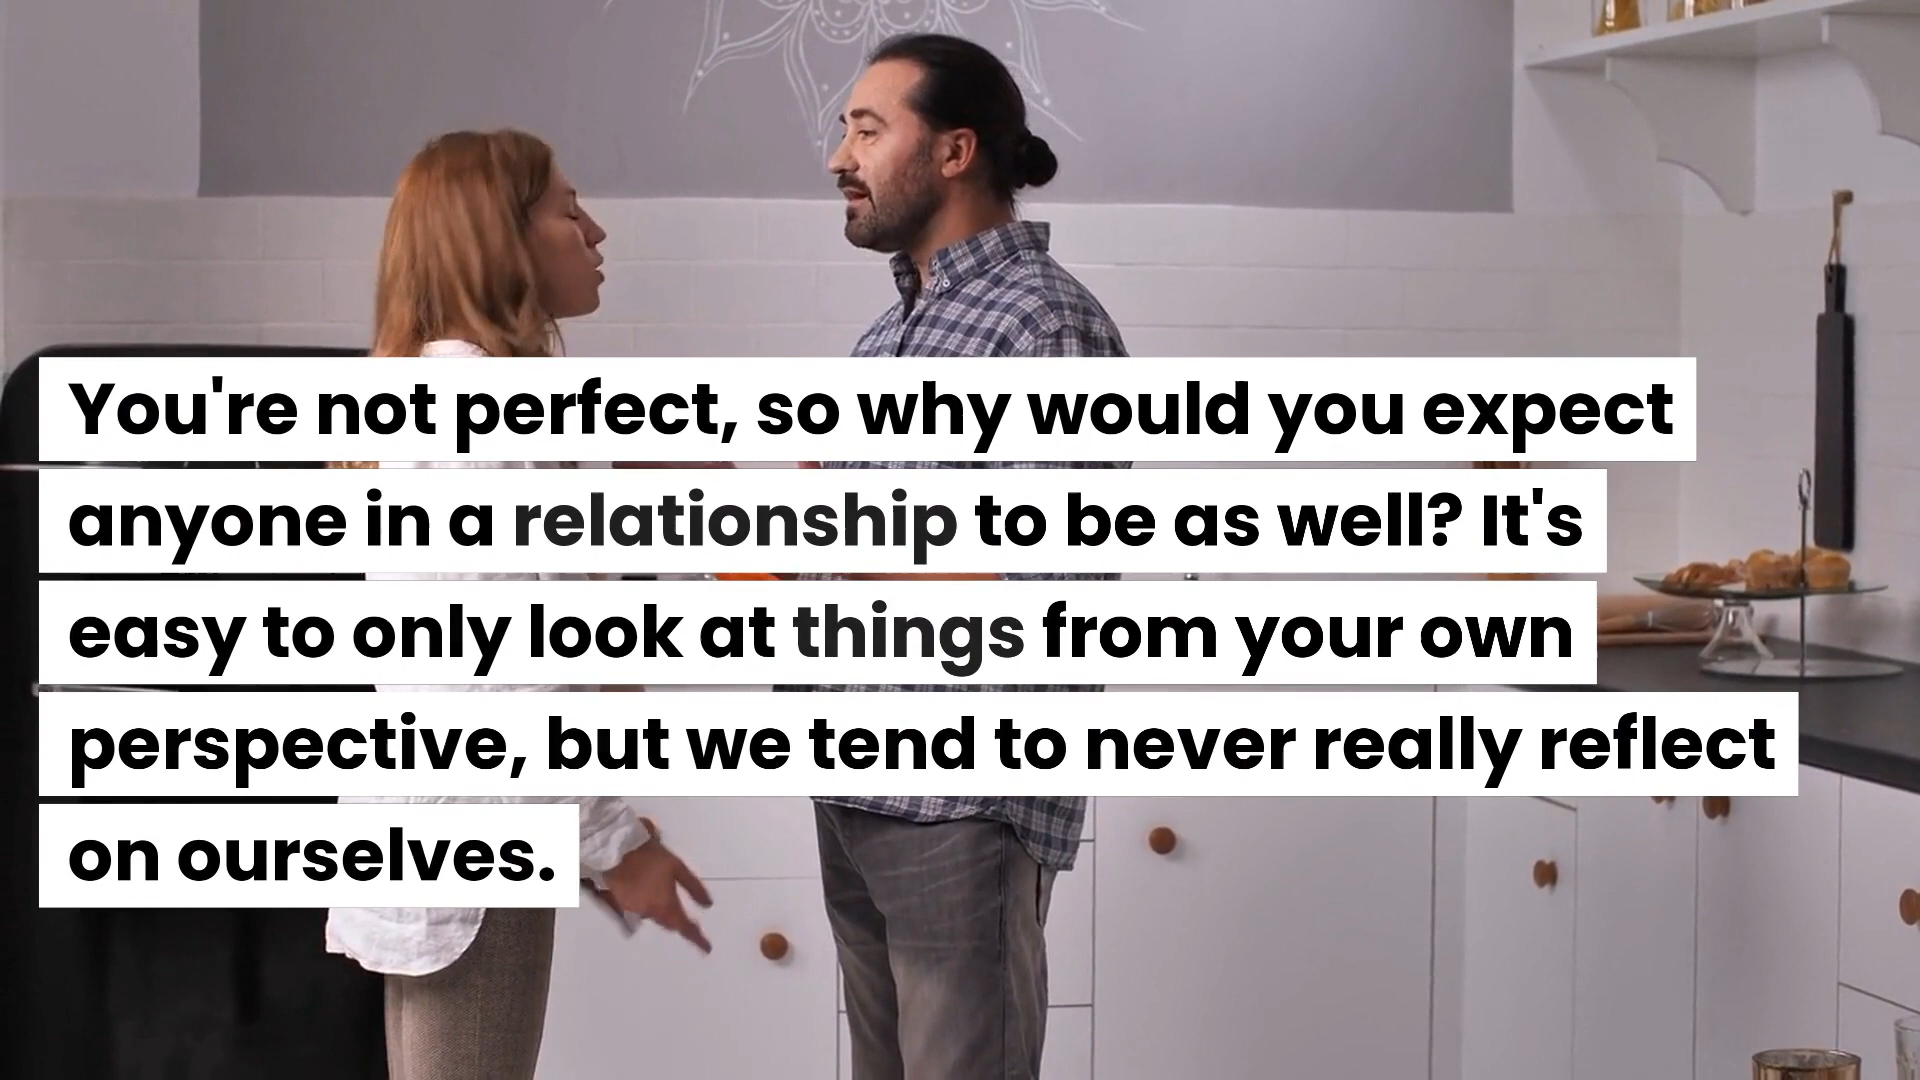 You're not perfect, so why would you expect
anyone in a relationship to be as well? It's
easy to only look at things from your own
perspective, but we tend to never really reflect
on ourselves.